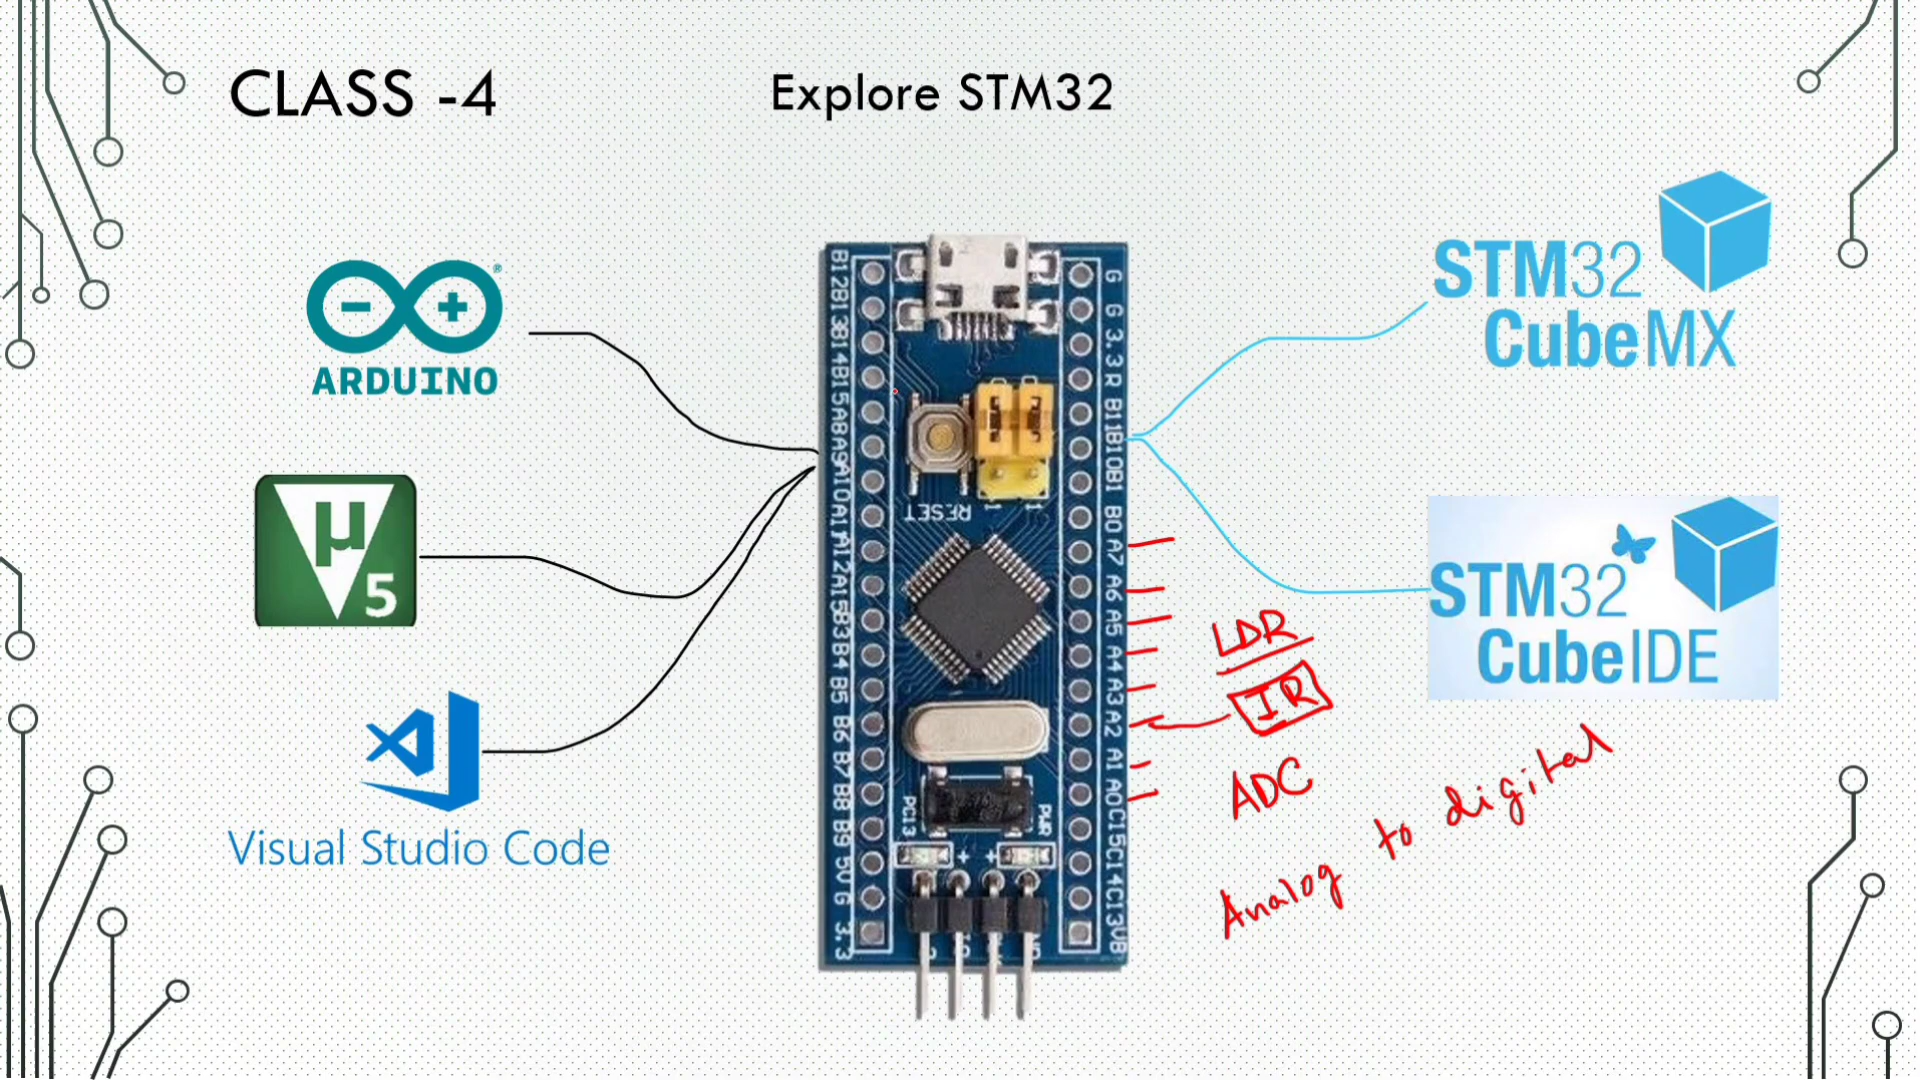 CLASS -4
Explore STM32
ARDUINO
µ
5
Visual Studio Code
B12
B13
B14
B15
A8
A9
A10
A11
A12
A15
B3
B4
B5
B6
B7
B8
B9
5V
G
3.3
RESET
1 1
PC13
PWR
G
G
3.3
R
B11
B10
B1
B0
A7
A6
A5
A4
A3
A2
A1
A0
C15
C14
C13
VB
STM32
CubeMX
STM32
CubeIDE
LDR
IR
ADC
Analog to digital